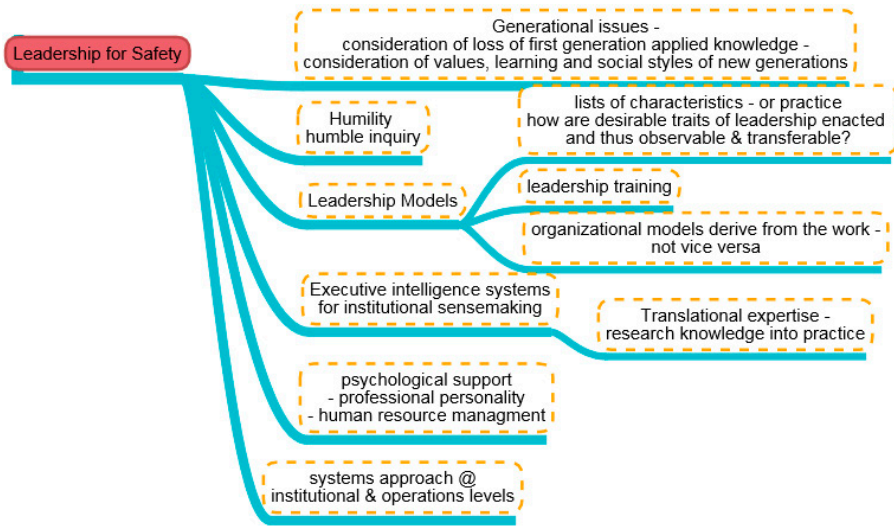 Leadership for Safety
Generational issues -
consideration of loss of first generation applied knowledge -
consideration of values, learning and social styles of new generations
Humility
humble inquiry
Leadership Models
lists of characteristics - or practice
how are desirable traits of leadership enacted
and thus observable & transferable?
leadership training
organizational models derive from the work -
not vice versa
Executive intelligence systems
for institutional sensemaking
Translational expertise -
research knowledge into practice
psychological support
- professional personality
- human resource managment
systems approach @
institutional & operations levels